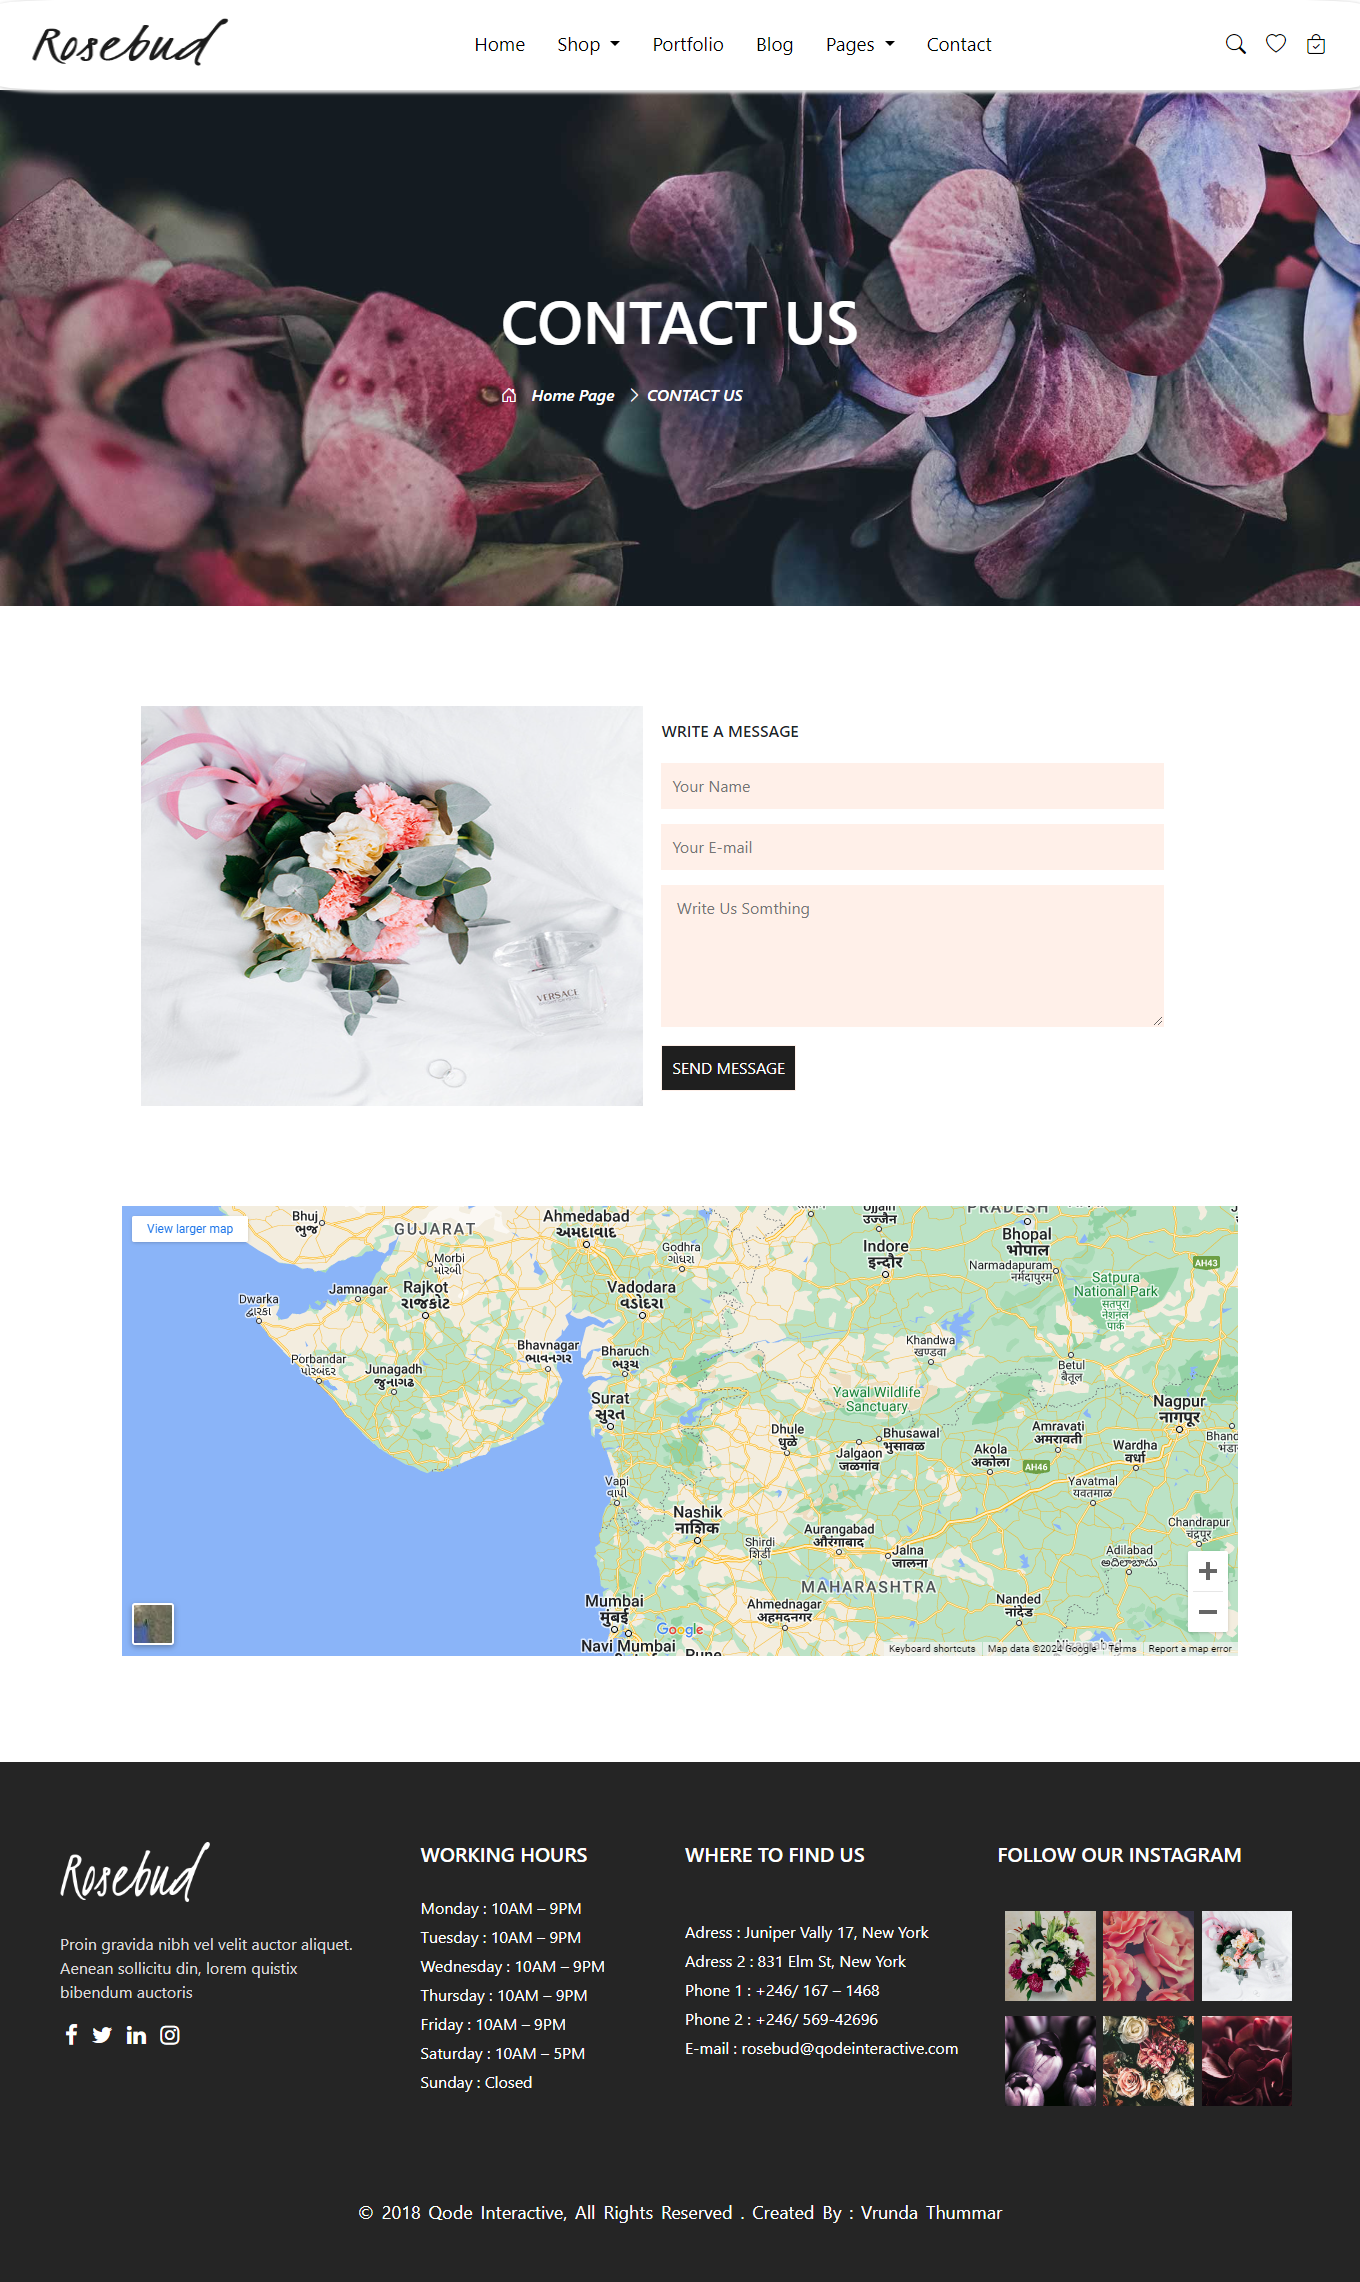 Rosebud
Home Shop Portfolio Blog Pages Contact
CONTACT US
Home Page CONTACT US
WRITE A MESSAGE
Your Name
Your E-mail
Write Us Somthing
VERSACE
SEND MESSAGE
View larger map
Bhuj
ભુજ
GUJARAT
Ahmedabad
અમદાવાદ
Godhra
ગોધરા
Ujjain
उज्जैन
PRADESH
Indore
इन्दौर
Bhopal
भोपाल
Narmadapuram
नर्मदापुरम
AH43
Morbi
મોરબી
Jamnagar
Rajkot
રાજકોટ
Vadodara
વડોદરા
Satpura
National Park
सतपुरा
नेशनल
पार्क
Dwarka
દ્વારકા
Porbandar
પોરબંદર
Junagadh
જુનાગઢ
Bhavnagar
ભાવનગર
Bharuch
ભરૂચ
Khandwa
खण्डवा
Betul
बैतूल
Surat
સુરત
Yawal Wildlife
Sanctuary
Nagpur
नागपूर
Dhule
धुळे
Bhusawal
भुसावळ
Jalgaon
जळगांव
Akola
अकोला
Amravati
अमरावती
Wardha
वर्धा
AH46
Yavatmal
यवतमाळ
Vapi
વાપી
Nashik
नाशिक
Shirdi
शिर्डी
Aurangabad
औरंगाबाद
Jalna
जालना
Chandrapur
चंद्रपूर
Adilabad
ఆదిలాబాదు
MAHARASHTRA
Mumbai
मुंबई
Navi Mumbai
Pune
Ahmednagar
अहमदनगर
Nanded
नांदेड
Google
Keyboard shortcuts Map data ©2024 Google Terms Report a map error
Rosebud
Proin gravida nibh vel velit auctor aliquet.
Aenean sollicitu din, lorem quistix
bibendum auctoris
WORKING HOURS
Monday : 10AM – 9PM
Tuesday : 10AM – 9PM
Wednesday : 10AM – 9PM
Thursday : 10AM – 9PM
Friday : 10AM – 9PM
Saturday : 10AM – 5PM
Sunday : Closed
WHERE TO FIND US
Adress : Juniper Vally 17, New York
Adress 2 : 831 Elm St, New York
Phone 1 : +246/ 167 – 1468
Phone 2 : +246/ 569-42696
E-mail : rosebud@qodeinteractive.com
FOLLOW OUR INSTAGRAM
© 2018 Qode Interactive, All Rights Reserved . Created By : Vrunda Thummar